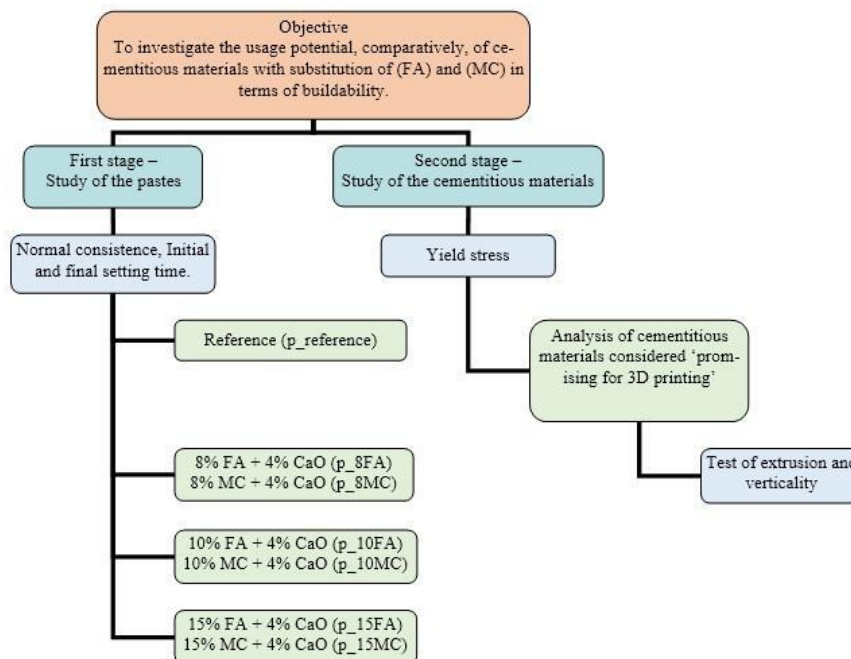 Objective
To investigate the usage potential, comparatively, of ce-
mentitious materials with substitution of (FA) and (MC) in
terms of buildability.
First stage –
Study of the pastes
Second stage –
Study of the cementitious materials
Normal consistence, Initial
and final setting time.
Yield stress
Reference (p_reference)
Analysis of cementitious
materials considered ‘prom-
ising for 3D printing’
8% FA + 4% CaO (p_8FA)
8% MC + 4% CaO (p_8MC)
Test of extrusion and
verticality
10% FA + 4% CaO (p_10FA)
10% MC + 4% CaO (p_10MC)
15% FA + 4% CaO (p_15FA)
15% MC + 4% CaO (p_15MC)